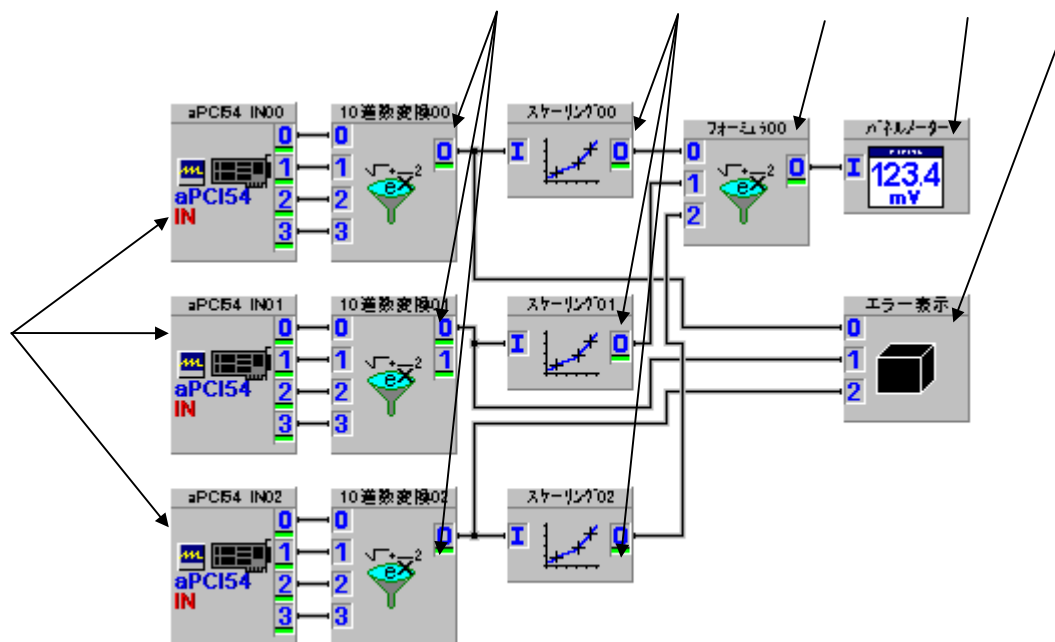 aPCI54 IN00
0
1
2
3
aPCI54
IN
10進数変換00
0
1
2
3
0
スケーリング00
I
0
フォーミュラ00
0
1
2
0
パネルメーター
I
123.4
mV
aPCI54 IN01
0
1
2
3
aPCI54
IN
10進数変換01
0
1
2
3
0
1
スケーリング01
I
0
エラー表示
0
1
2
aPCI54 IN02
0
1
2
3
aPCI54
IN
10進数変換02
0
1
2
3
0
スケーリング02
I
0